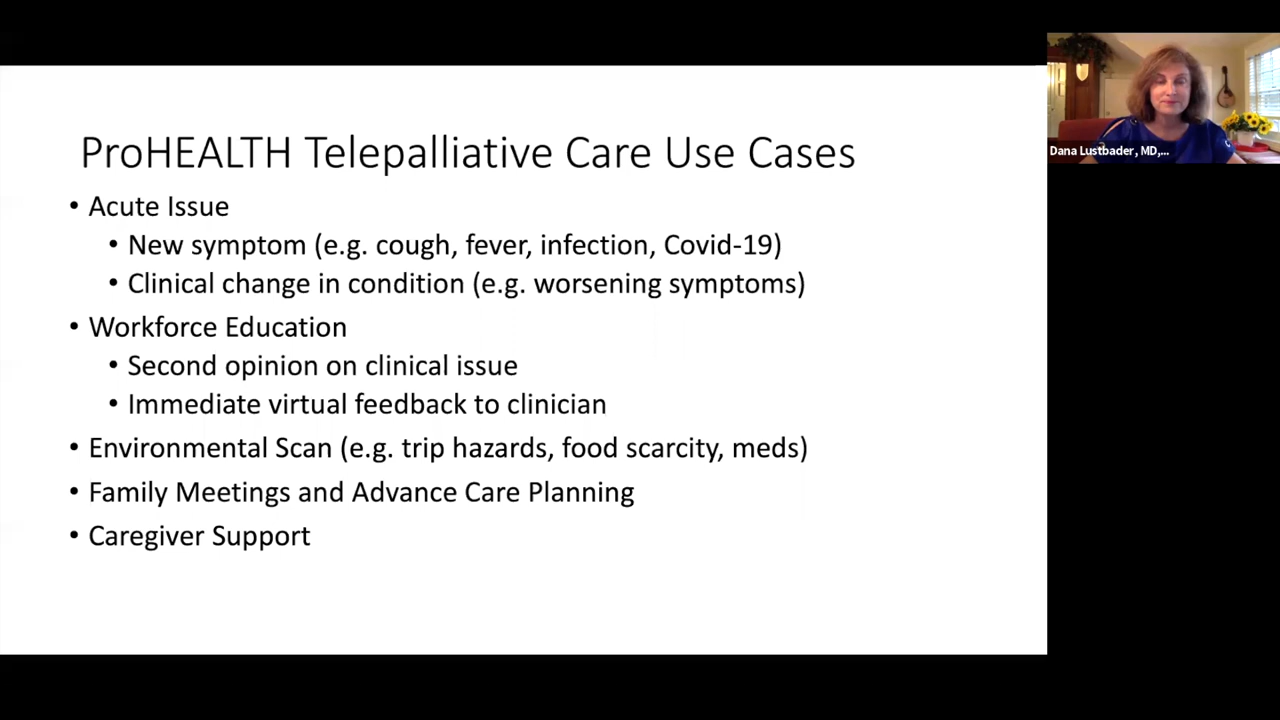 ProHEALTH Telepalliative Care Use Cases
• Acute Issue
• New symptom (e.g. cough, fever, infection, Covid-19)
• Clinical change in condition (e.g. worsening symptoms)
• Workforce Education
• Second opinion on clinical issue
• Immediate virtual feedback to clinician
• Environmental Scan (e.g. trip hazards, food scarcity, meds)
• Family Meetings and Advance Care Planning
• Caregiver Support
Dana Lustbader, MD,...